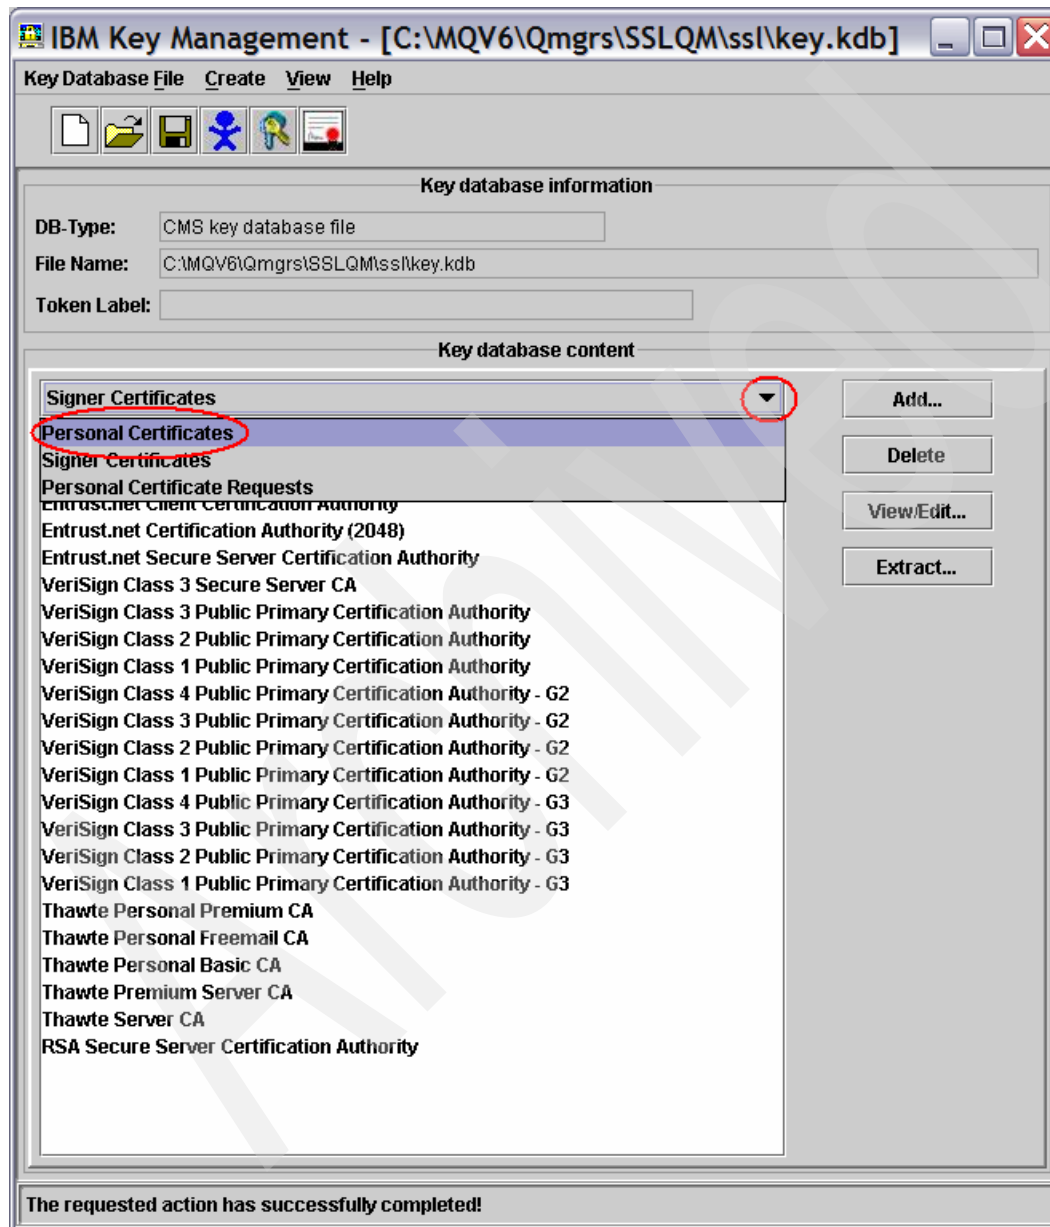 IBM Key Management - [C:\MQV6\Qmgrs\SSLQM\ssl\key.kdb]
Key Database File Create View Help
Key database information
DB-Type: CMS key database file
File Name: C:\MQV6\Qmgrs\SSLQM\ssl\key.kdb
Token Label:
Key database content
Signer Certificates
Add...
Personal Certificates
Signer Certificates
Delete
Personal Certificate Requests
Entrust.net Client Certification Authority
View/Edit...
Entrust.net Certification Authority (2048)
Entrust.net Secure Server Certification Authority
Extract...
VeriSign Class 3 Secure Server CA
VeriSign Class 3 Public Primary Certification Authority
VeriSign Class 2 Public Primary Certification Authority
VeriSign Class 1 Public Primary Certification Authority
VeriSign Class 4 Public Primary Certification Authority - G2
VeriSign Class 3 Public Primary Certification Authority - G2
VeriSign Class 2 Public Primary Certification Authority - G2
VeriSign Class 1 Public Primary Certification Authority - G2
VeriSign Class 4 Public Primary Certification Authority - G3
VeriSign Class 3 Public Primary Certification Authority - G3
VeriSign Class 2 Public Primary Certification Authority - G3
VeriSign Class 1 Public Primary Certification Authority - G3
Thawte Personal Premium CA
Thawte Personal Freemail CA
Thawte Personal Basic CA
Thawte Premium Server CA
Thawte Server CA
RSA Secure Server Certification Authority
The requested action has successfully completed!
Archived